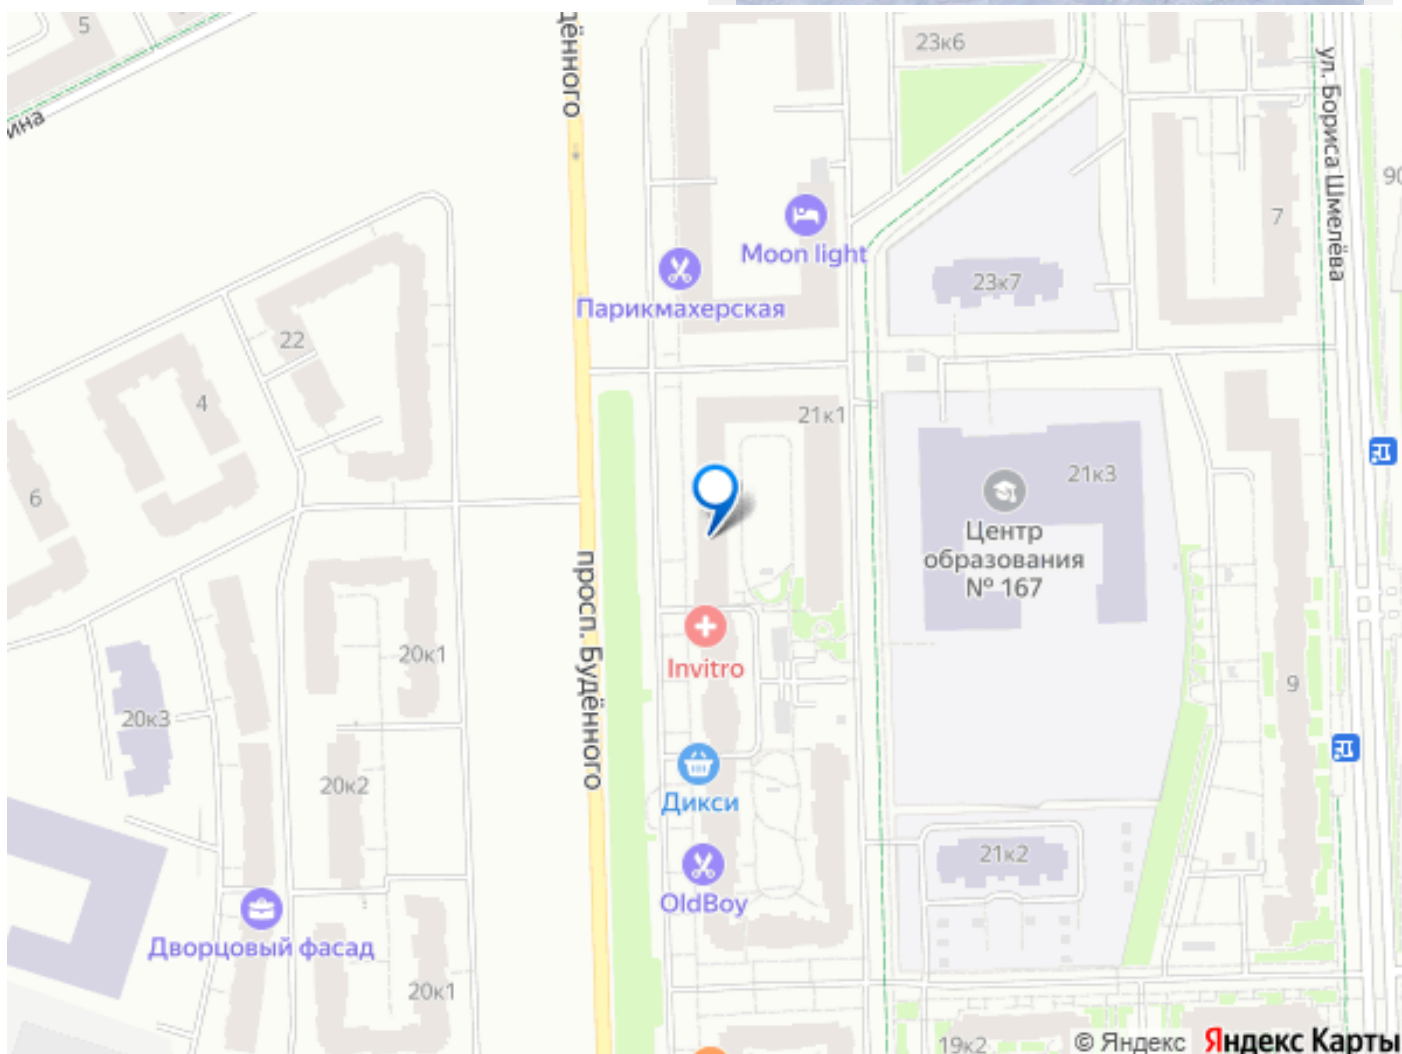 5
дённого
23к6
ина
ул. Бориса Шмелёва
90
7
Moon light
23к7
Парикмахерская
22
4
21к1
6
21к3
Центр
образования
№ 167
просп. Будённого
20к1
Invitro
9
20к3
20к2
Дикси
21к2
OldBoy
Дворцовый фасад
20к1
19к2
© Яндекс Яндекс Карты